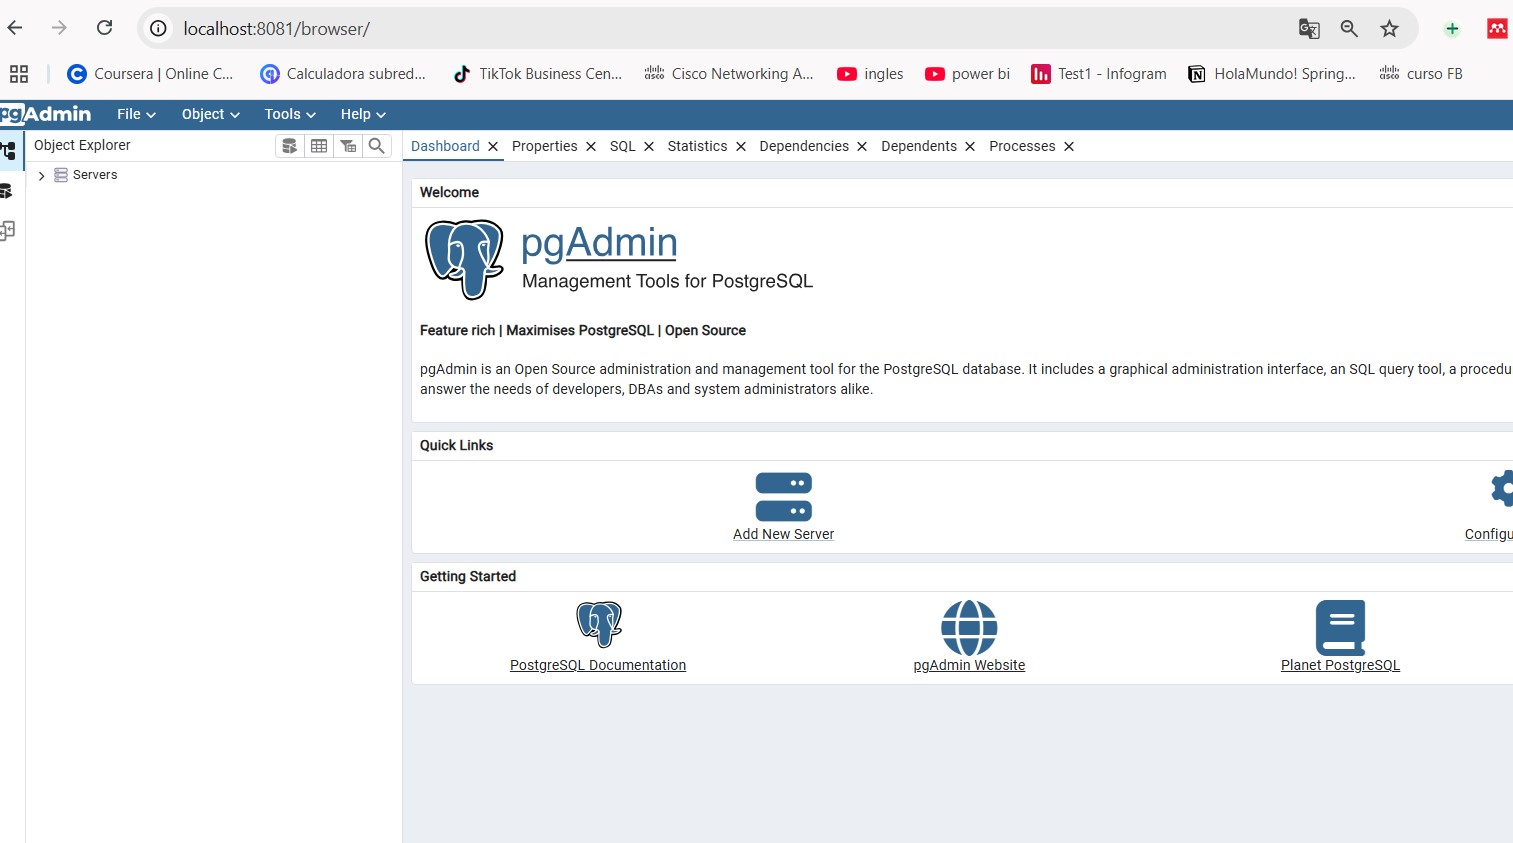 localhost:8081/browser/
Coursera | Online C... Calculadora subred... TikTok Business Cen... Cisco Networking A... ingles power bi Test1 - Infogram HolaMundo! Spring... curso FB
pgAdmin File Object Tools Help
Object Explorer
Servers
Dashboard Properties SQL Statistics Dependencies Dependents Processes
Welcome
pgAdmin
Management Tools for PostgreSQL
Feature rich | Maximises PostgreSQL | Open Source
pgAdmin is an Open Source administration and management tool for the PostgreSQL database. It includes a graphical administration interface, an SQL query tool, a procedu
answer the needs of developers, DBAs and system administrators alike.
Quick Links
Add New Server Configu
Getting Started
PostgreSQL Documentation pgAdmin Website Planet PostgreSQL